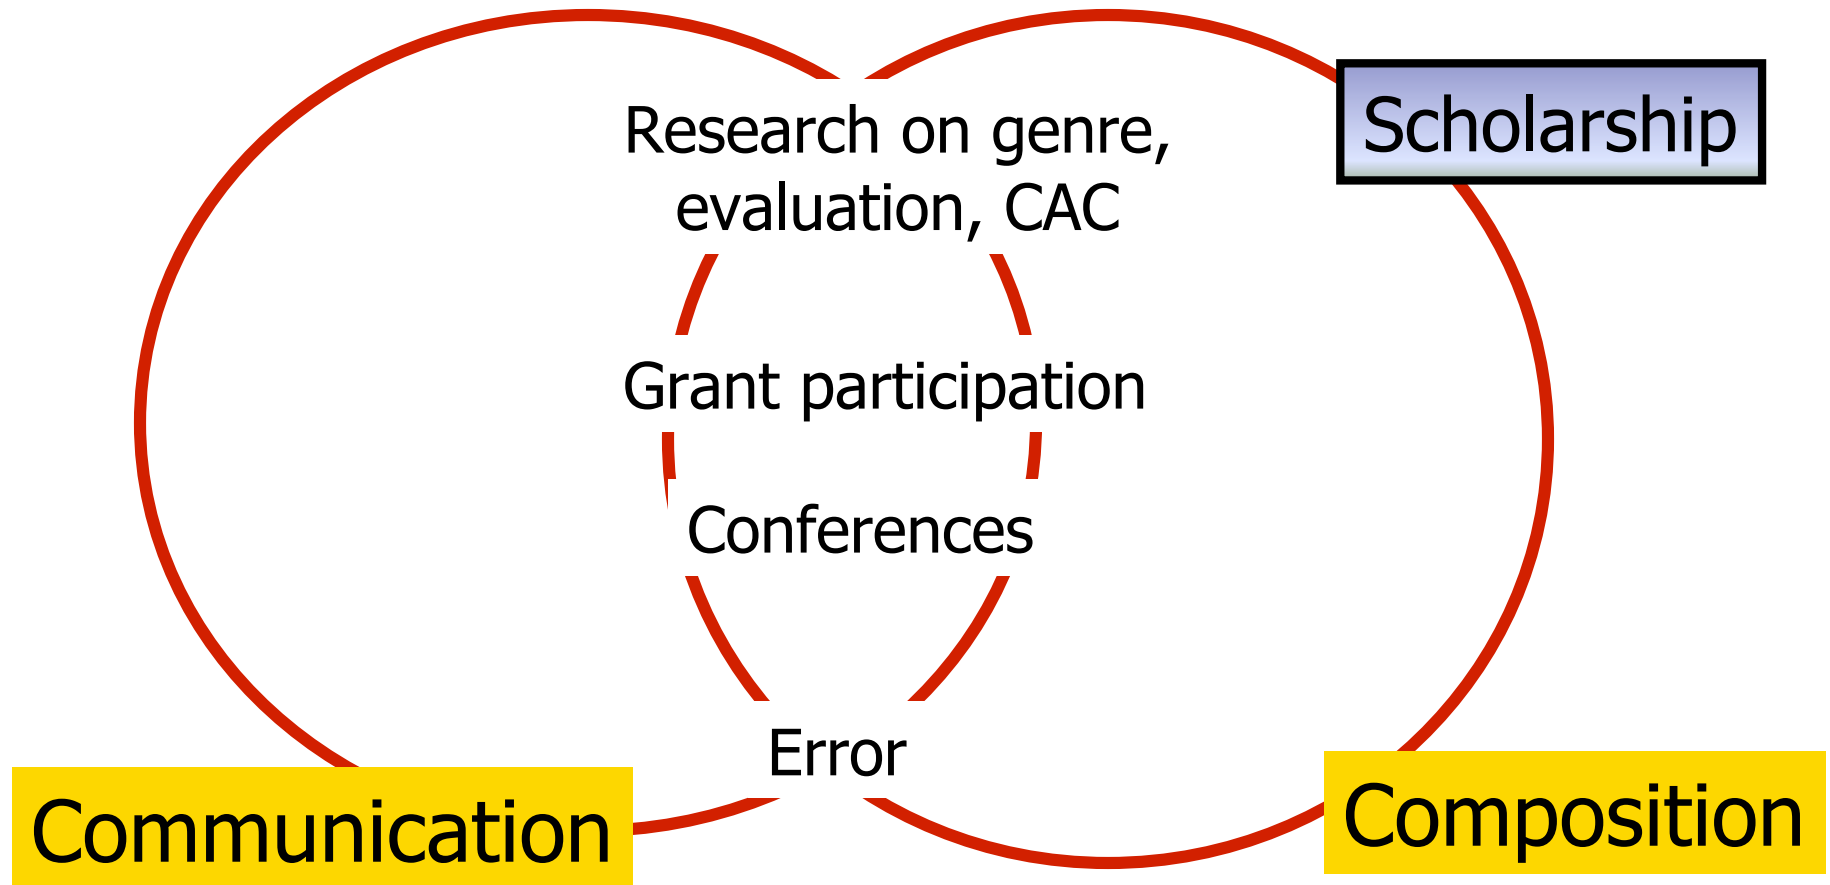 Research on genre,
evaluation, CAC
Scholarship
Grant participation
Conferences
Error
Communication
Composition